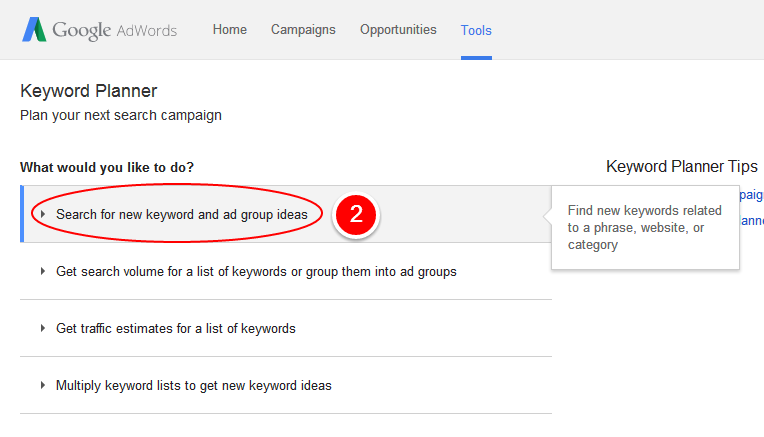 Google AdWords Home Campaigns Opportunities Tools
Keyword Planner
Plan your next search campaign
What would you like to do?
Search for new keyword and ad group ideas
2
Get search volume for a list of keywords or group them into ad groups
Get traffic estimates for a list of keywords
Multiply keyword lists to get new keyword ideas
Keyword Planner Tips
Find new keywords related
to a phrase, website, or
category